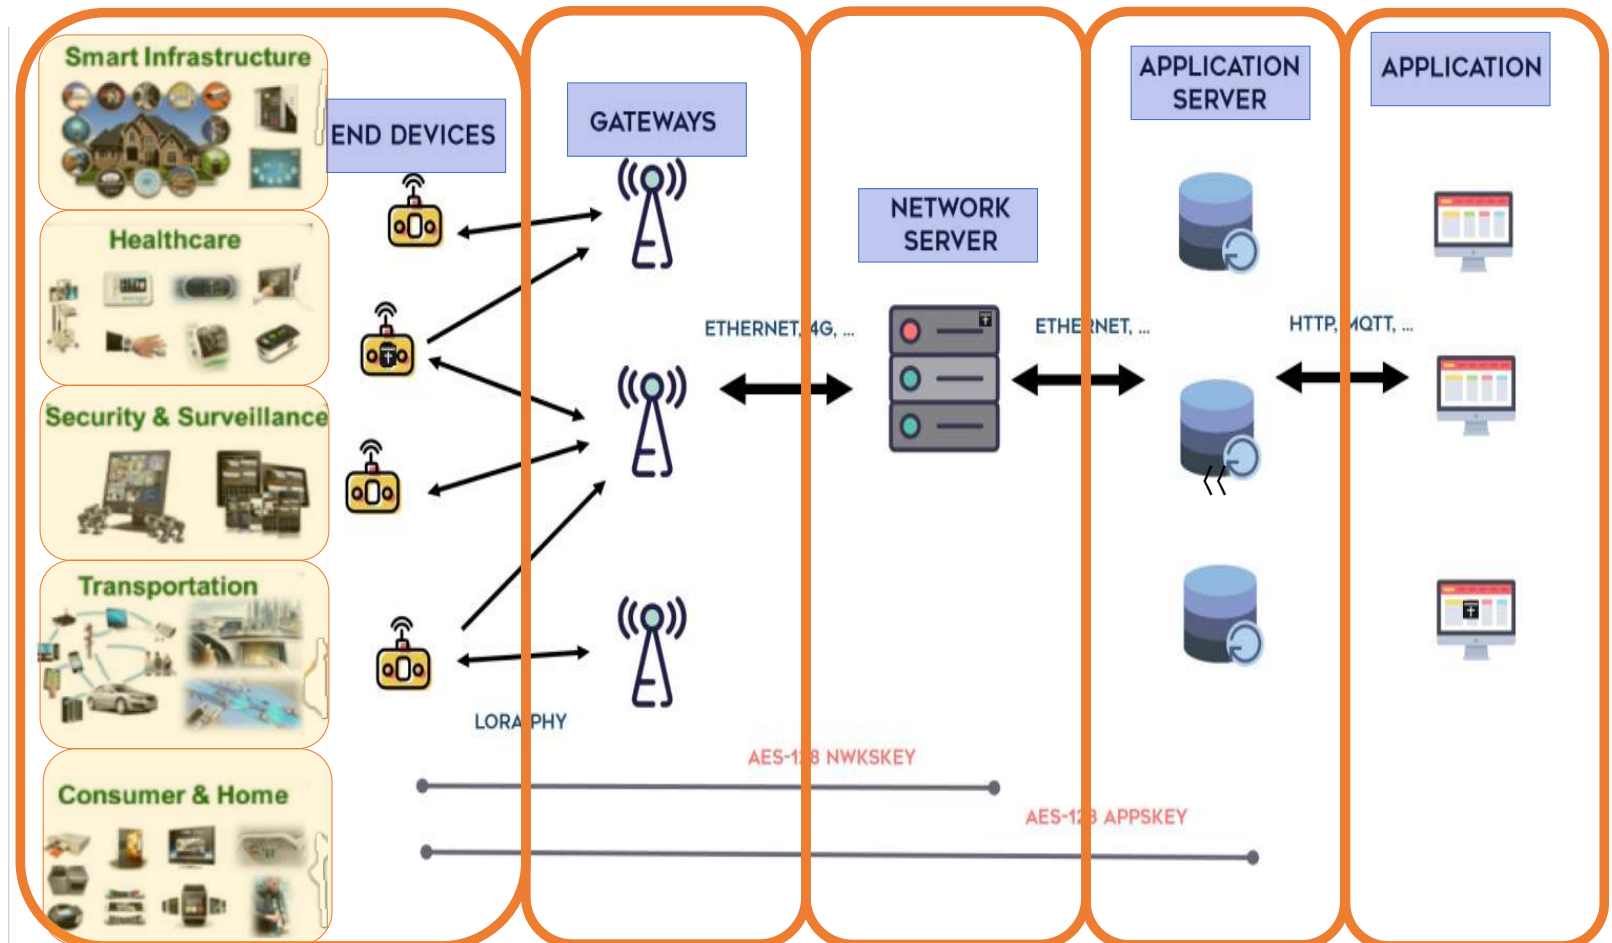 Smart Infrastructure
Healthcare
Security & Surveillance
Transportation
Consumer & Home
END DEVICES
GATEWAYS
NETWORK
SERVER
APPLICATION
SERVER
APPLICATION
ETHERNET, 4G, ...
ETHERNET, ...
HTTP, MQTT, ...
LORA PHY
AES-128 NWKSKEY
AES-128 APPSKEY